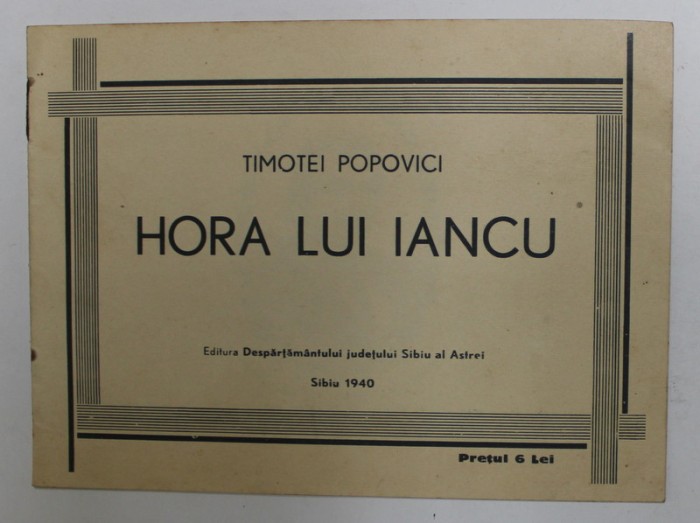 TIMOTEI POPOVICI
HORA LUI IANCU
Editura Despărțământului județului Sibiu al Astrei
Sibiu 1940
Prețul 6 Lei